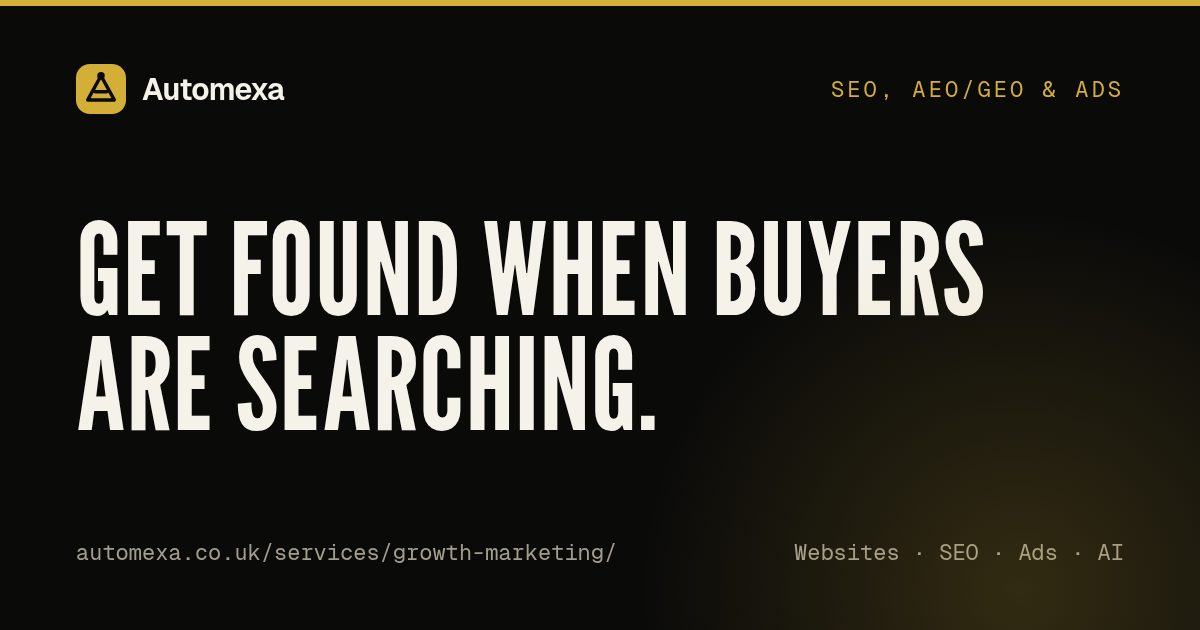 Automexa
SEO, AEO/GEO & ADS
GET FOUND WHEN BUYERS
ARE SEARCHING.
automexa.co.uk/services/growth-marketing/
Websites · SEO · Ads · AI